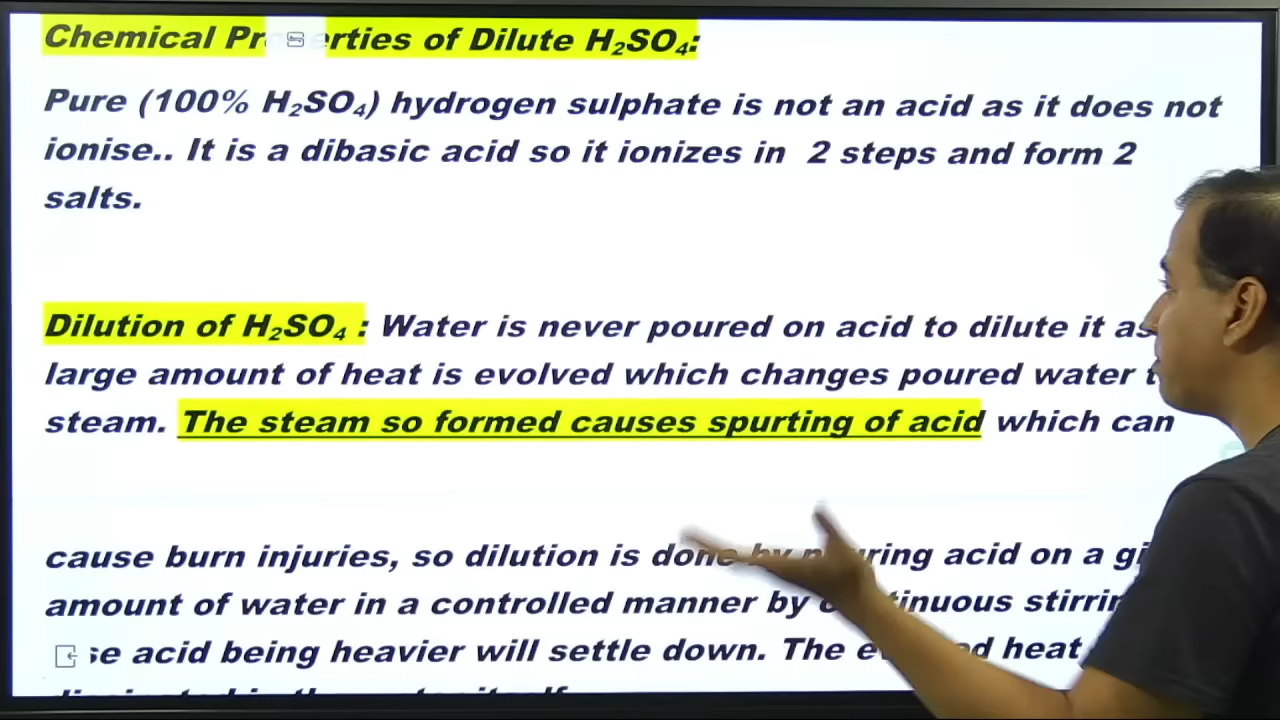 Chemical Properties of Dilute H₂SO₄:
Pure (100% H₂SO₄) hydrogen sulphate is not an acid as it does not
ionise.. It is a dibasic acid so it ionizes in 2 steps and form 2
salts.
Dilution of H₂SO₄ : Water is never poured on acid to dilute it as
large amount of heat is evolved which changes poured water
steam. The steam so formed causes spurting of acid which can
cause burn injuries, so dilution is done by pouring acid on a
amount of water in a controlled manner by continuous
acid being heavier will settle down. The heat